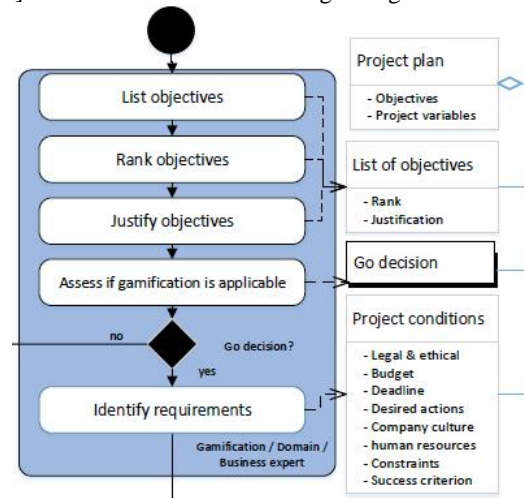 List objectives
Rank objectives
Justify objectives
Assess if gamification is applicable
no
Go decision?
yes
Identify requirements
Gamification / Domain /
Business expert
Project plan
- Objectives
- Project variables
List of objectives
- Rank
- Justification
Go decision
Project conditions
- Legal & ethical
- Budget
- Deadline
- Desired actions
- Company culture
- human resources
- Constraints
- Success criterion